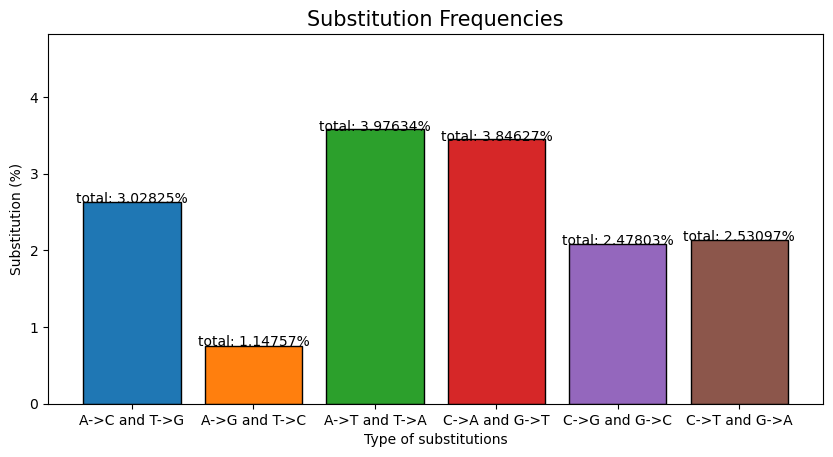 Substitution Frequencies
Substitution (%)
4
3
2
1
0
total: 3.02825%
total: 1.14757%
total: 3.97634%
total: 3.84627%
total: 2.47803%
total: 2.53097%
A->C and T->G
A->G and T->C
A->T and T->A
C->A and G->T
C->G and G->C
C->T and G->A
Type of substitutions